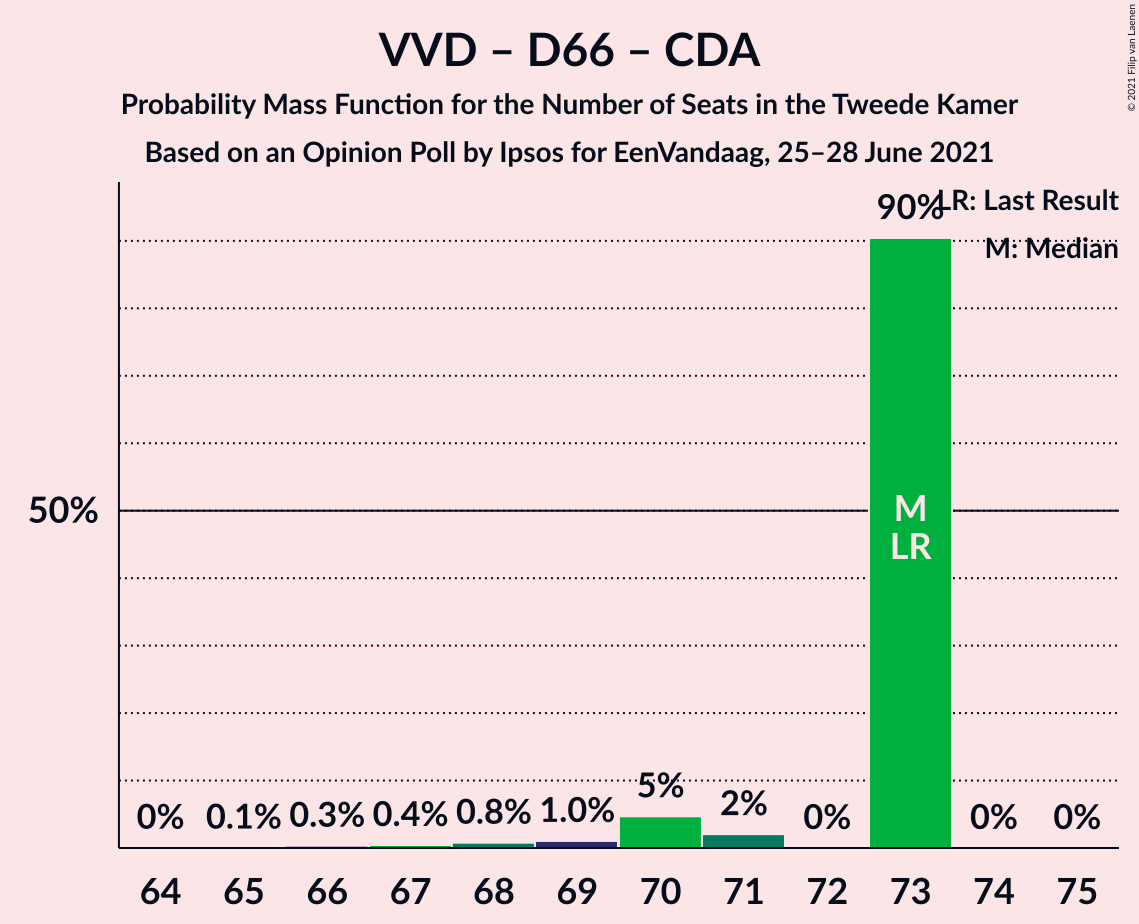 VVD – D66 – CDA
Probability Mass Function for the Number of Seats in the Tweede Kamer
Based on an Opinion Poll by Ipsos for EenVandaag, 25–28 June 2021
© 2021 Filip van Laenen
LR: Last Result
M: Median
90%
50%
M
LR
0% 0.1% 0.3% 0.4% 0.8% 1.0% 5% 2% 0% 0% 0%
64 65 66 67 68 69 70 71 72 73 74 75